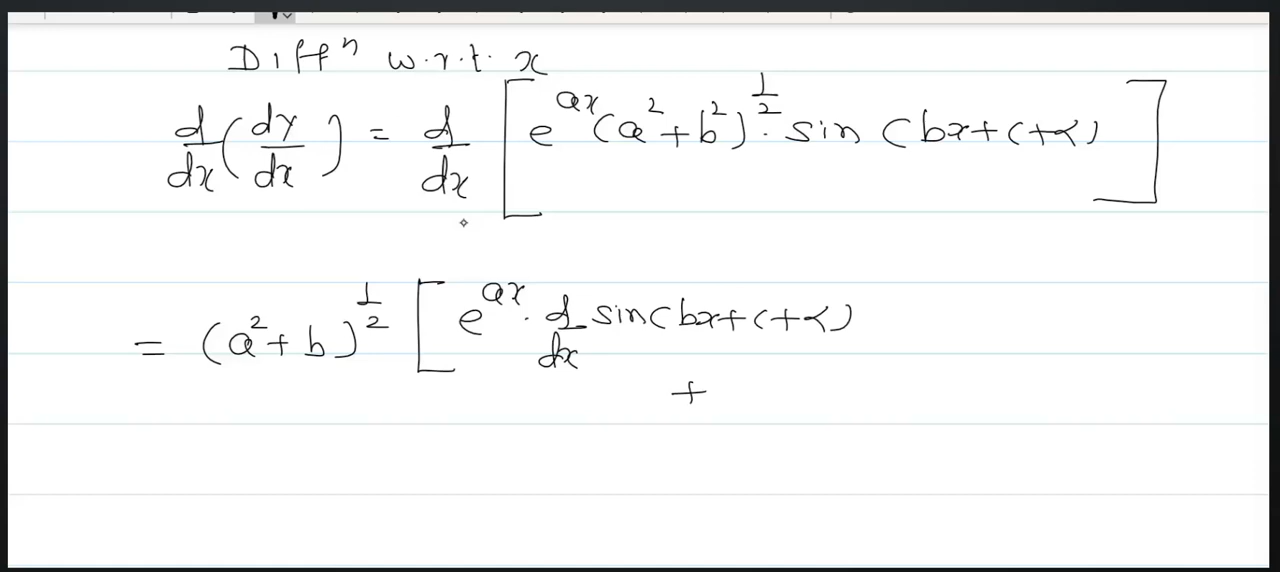 Diffⁿ w.r.t. x
d/dx (dy/dx) = d/dx [e^ax (a²+b²)^1/2 . sin (bx+c+α)]
= (a²+b)^1/2 [e^ax . d/dx sin(bx+c+α)
+